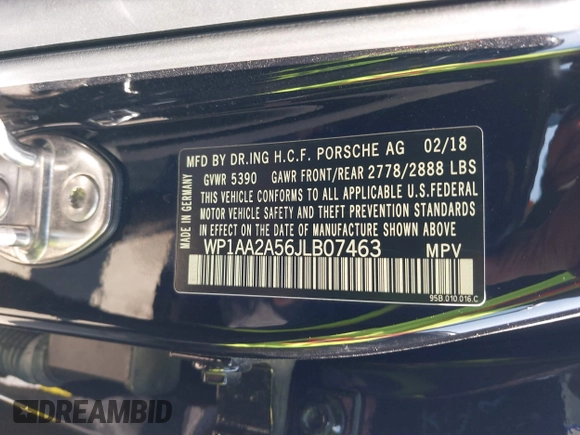 MFD BY DR.ING H.C.F. PORSCHE AG 02/18
GVWR 5390 GAWR FRONT/REAR 2778/2888 LBS
THIS VEHICLE CONFORMS TO ALL APPLICABLE U.S.FEDERAL
MOTOR VEHICLE SAFETY AND THEFT PREVENTION STANDARDS
IN EFFECT ON THE DATE OF MANUFACTURE SHOWN ABOVE
WP1AA2A56JLB07463 MPV
95B.010.016.C
MADE IN GERMANY
DREAMBID